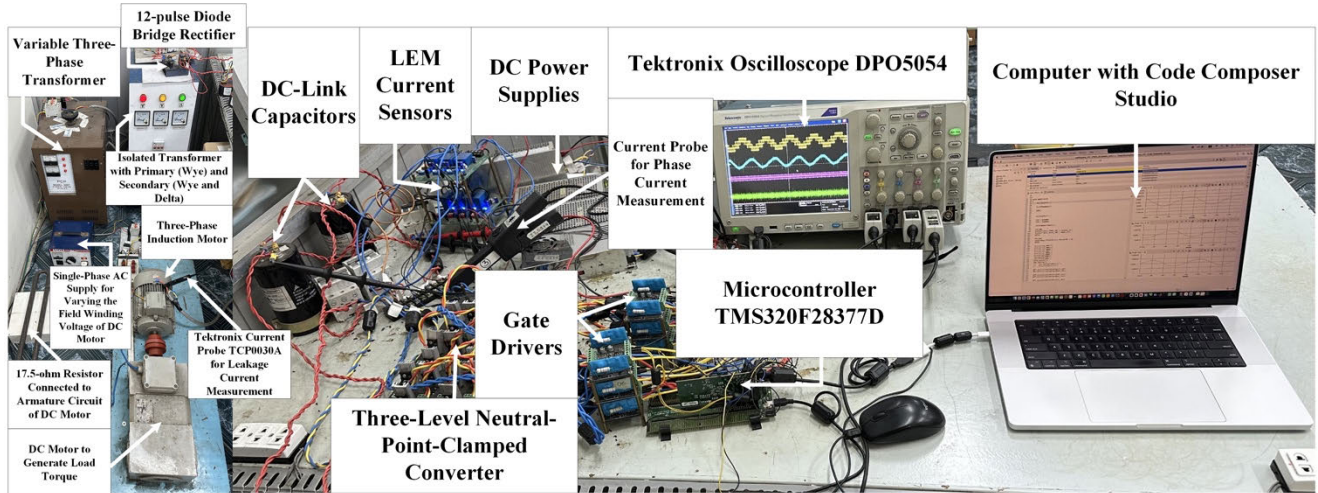 12-pulse Diode
Bridge Rectifier
Variable Three-
Phase
Transformer
DC-Link
Capacitors
LEM
Current
Sensors
DC Power
Supplies
Tektronix Oscilloscope DPO5054
Computer with Code Composer
Studio
Isolated Transformer
with Primary (Wye) and
Secondary (Wye and
Delta)
Current Probe
for Phase
Current
Measurement
Three-Phase
Induction Motor
Single-Phase AC
Supply for
Varying the
Field Winding
Voltage of DC
Motor
Tektronix Current
Probe TCP0030A
for Leakage
Current
Measurement
Gate
Drivers
Microcontroller
TMS320F28377D
17.5-ohm Resistor
Connected to
Armature Circuit
of DC Motor
Three-Level Neutral-
Point-Clamped
Converter
DC Motor to
Generate Load
Torque